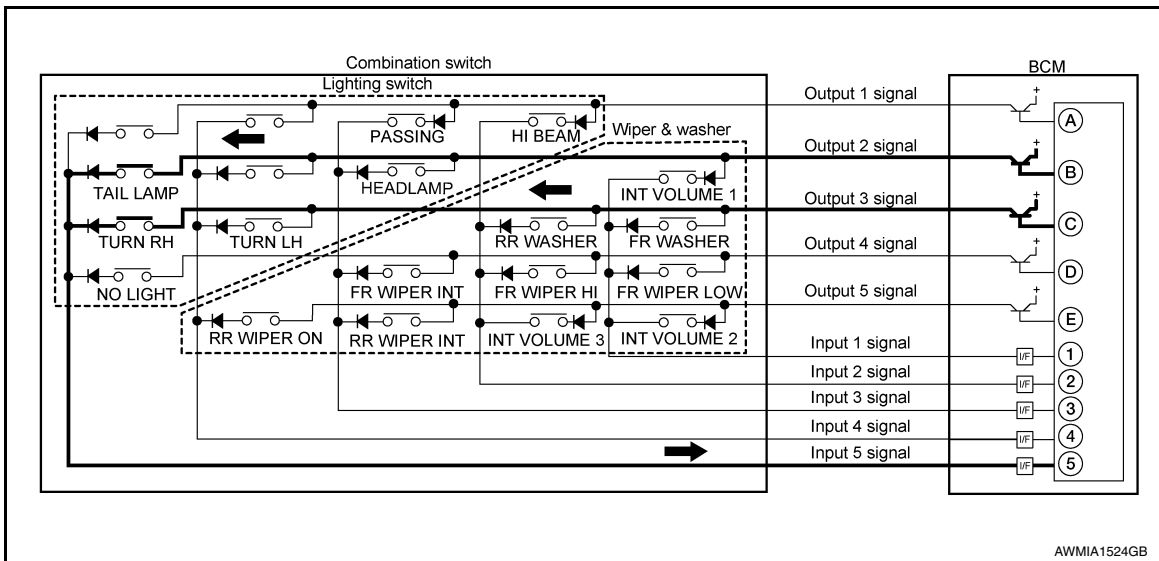 Combination switch
BCM
Lighting switch
Output 1 signal
+
A
PASSING
HI BEAM
Wiper & washer
Output 2 signal
+
B
TAIL LAMP
HEADLAMP
INT VOLUME 1
Output 3 signal
+
C
TURN RH
TURN LH
RR WASHER
FR WASHER
Output 4 signal
+
D
NO LIGHT
FR WIPER INT
FR WIPER HI
FR WIPER LOW
Output 5 signal
+
E
RR WIPER ON
RR WIPER INT
INT VOLUME 3
INT VOLUME 2
Input 1 signal
I/F
1
Input 2 signal
I/F
2
Input 3 signal
I/F
3
Input 4 signal
I/F
4
Input 5 signal
I/F
5
AWMIA1524GB